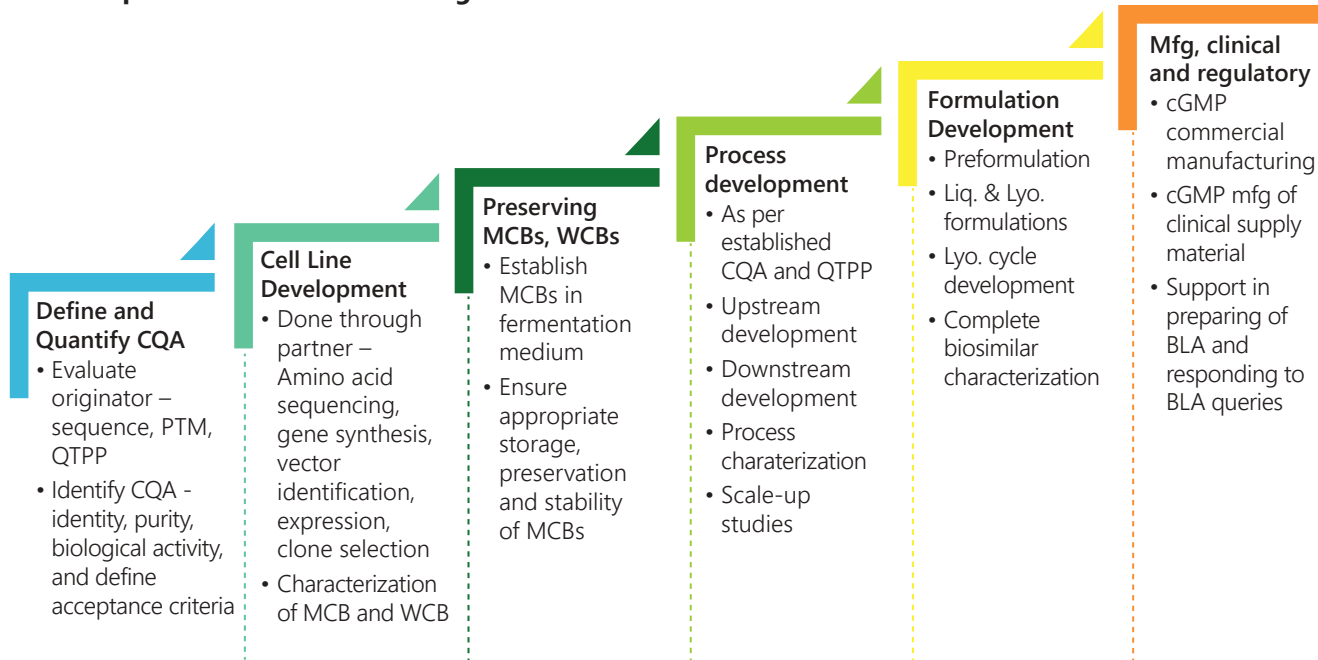 Define and
Quantify CQA
• Evaluate
originator –
sequence, PTM,
QTPP
• Identify CQA -
identity, purity,
biological activity,
and define
acceptance criteria
Cell Line
Development
• Done through
partner –
Amino acid
sequencing,
gene synthesis,
vector
identification,
expression,
clone selection
• Characterization
of MCB and WCB
Preserving
MCBs, WCBs
• Establish
MCBs in
fermentation
medium
• Ensure
appropriate
storage,
preservation
and stability
of MCBs
Process
development
• As per
established
CQA and QTPP
• Upstream
development
• Downstream
development
• Process
charaterization
• Scale-up
studies
Formulation
Development
• Preformulation
• Liq. & Lyo.
formulations
• Lyo. cycle
development
• Complete
biosimilar
characterization
Mfg, clinical
and regulatory
• cGMP
commercial
manufacturing
• cGMP mfg of
clinical supply
material
• Support in
preparing of
BLA and
responding to
BLA queries